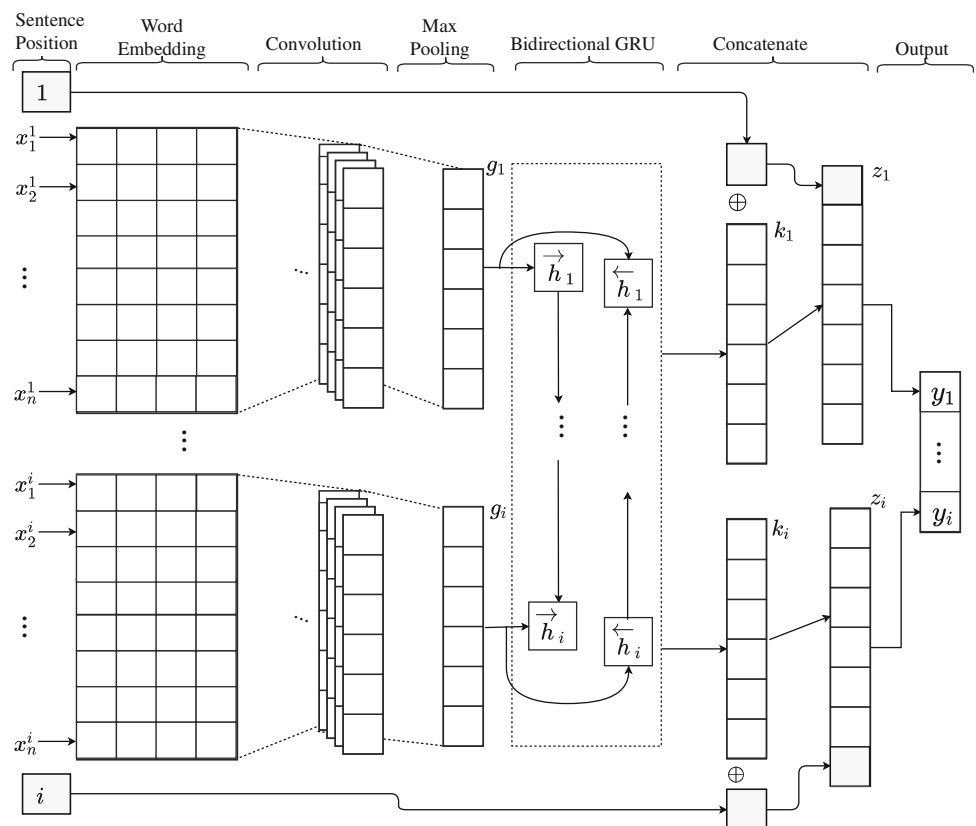 Sentence Position
Word Embedding
Convolution
Max Pooling
Bidirectional GRU
Concatenate
Output
1
x_1^1
x_2^1
⋮
x_n^1
...
g_1
→h_1
←h_1
⋮
⋮
⊕
k_1
z_1
y_1
⋮
y_i
⋮
x_1^i
x_2^i
⋮
x_n^i
...
g_i
→h_i
←h_i
k_i
z_i
⊕
i